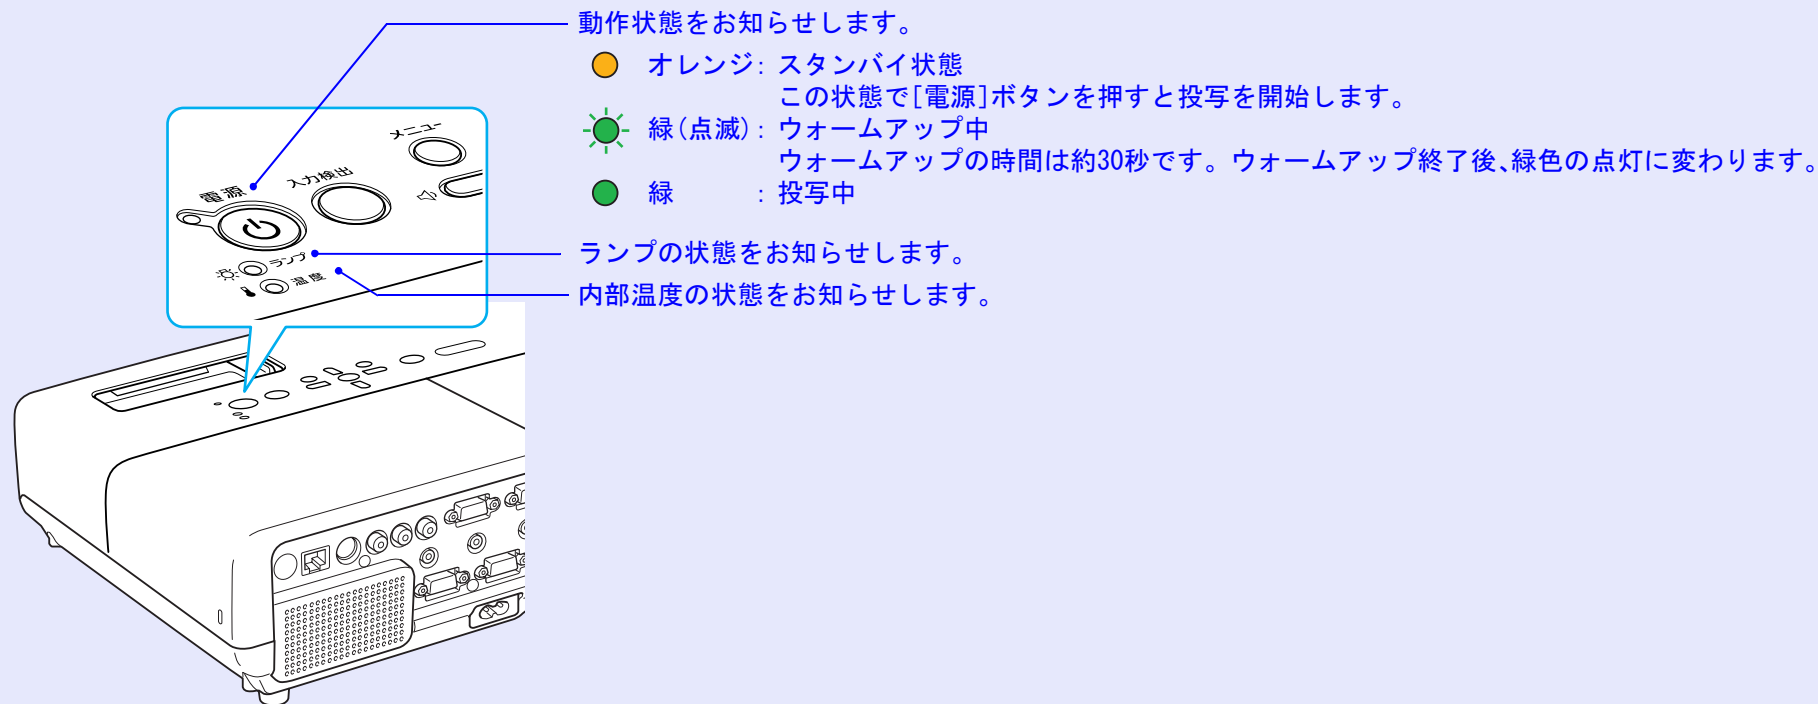 動作状態をお知らせします。
オレンジ: スタンバイ状態
この状態で[電源]ボタンを押すと投写を開始します。
緑(点滅): ウォームアップ中
ウォームアップの時間は約30秒です。ウォームアップ終了後、緑色の点灯に変わります。
緑 : 投写中
ランプの状態をお知らせします。
内部温度の状態をお知らせします。
メニュー
入力検出
電源
ランプ
温度